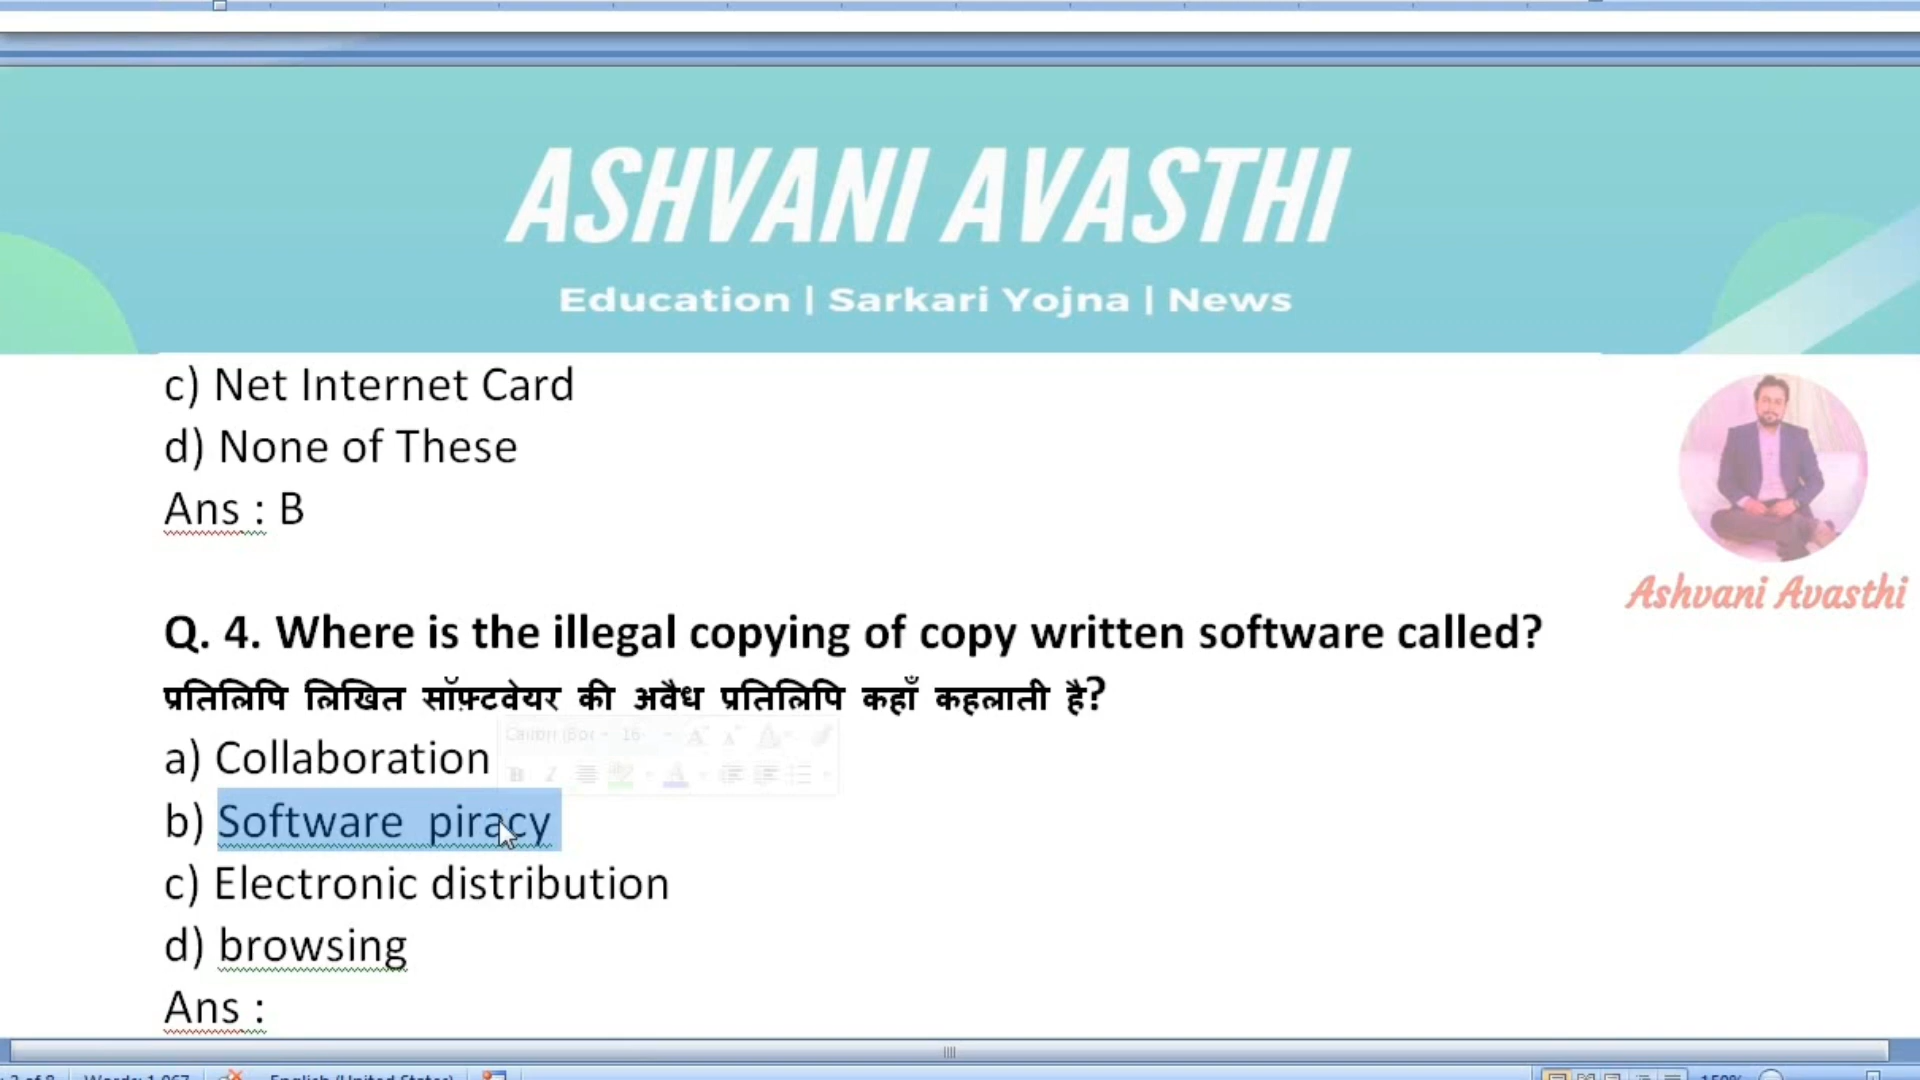 ASHVANI AVASTHI
Education | Sarkari Yojna | News
c) Net Internet Card
d) None of These
Ans : B
Ashvani Avasthi
Q. 4. Where is the illegal copying of copy written software called?
प्रतिलिपि लिखित सॉफ़्टवेयर की अवैध प्रतिलिपि कहाँ कहलाती है?
a) Collaboration
b) Software piracy
c) Electronic distribution
d) browsing
Ans :